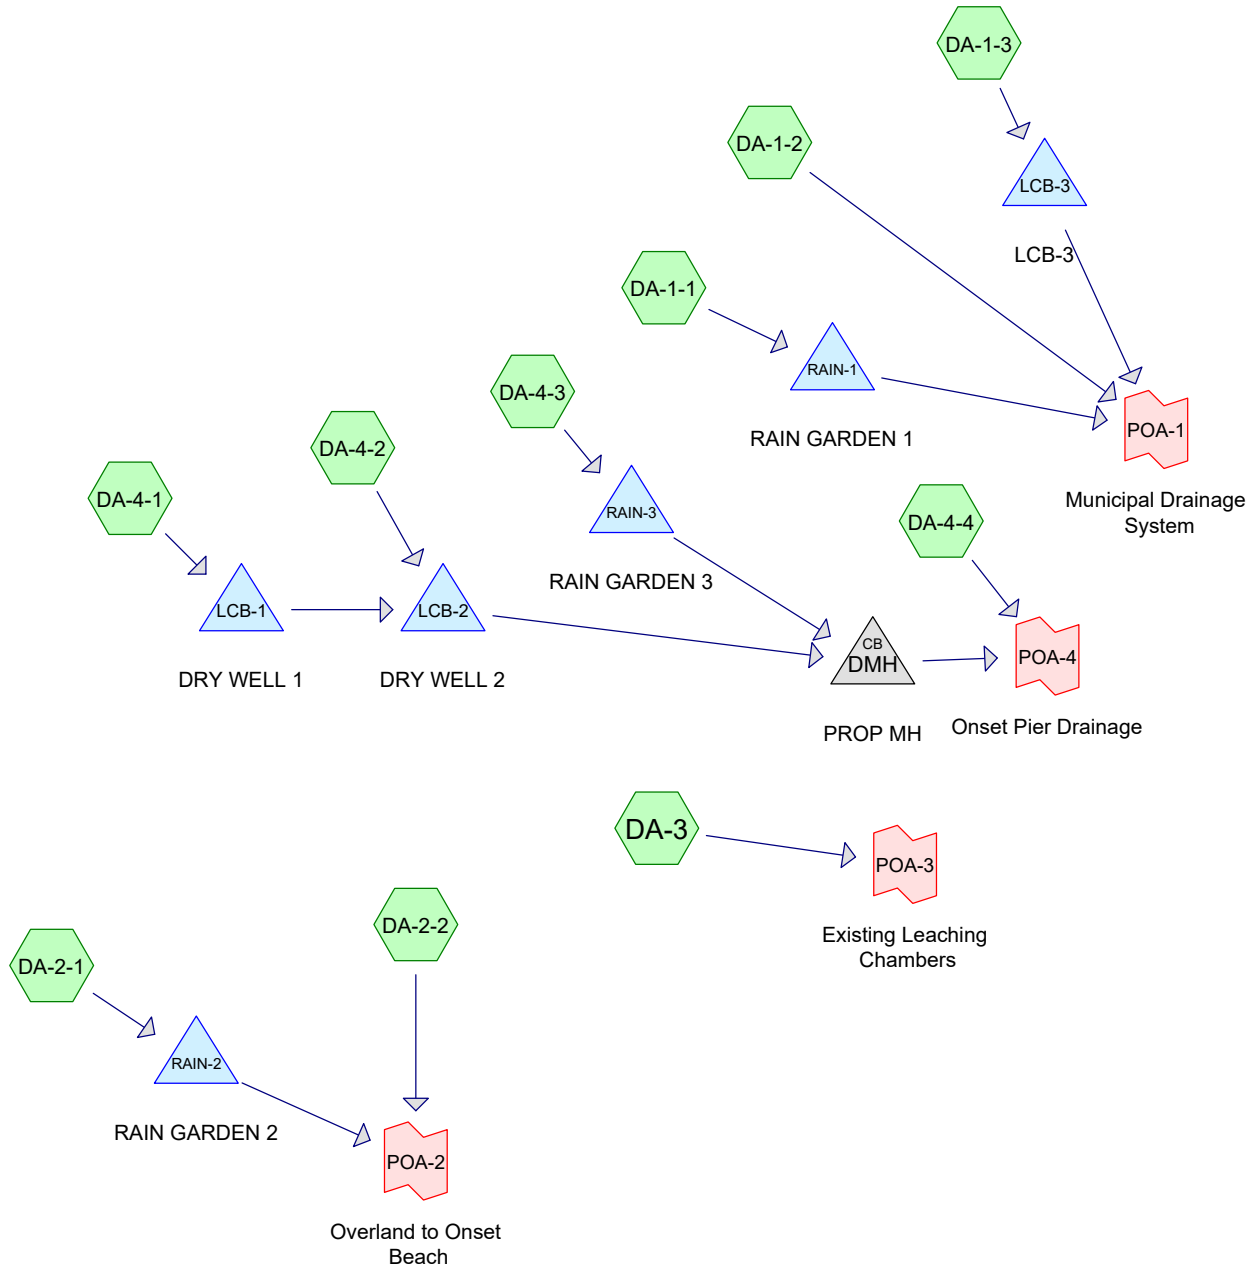 DA-1-3
DA-1-2
LCB-3
LCB-3
DA-1-1
RAIN-1
RAIN GARDEN 1
POA-1
Municipal Drainage
System
DA-4-3
DA-4-2
DA-4-1
RAIN-3
RAIN GARDEN 3
DA-4-4
LCB-1
DRY WELL 1
LCB-2
DRY WELL 2
CB
DMH
PROP MH
POA-4
Onset Pier Drainage
DA-3
POA-3
Existing Leaching
Chambers
DA-2-2
DA-2-1
RAIN-2
RAIN GARDEN 2
POA-2
Overland to Onset
Beach